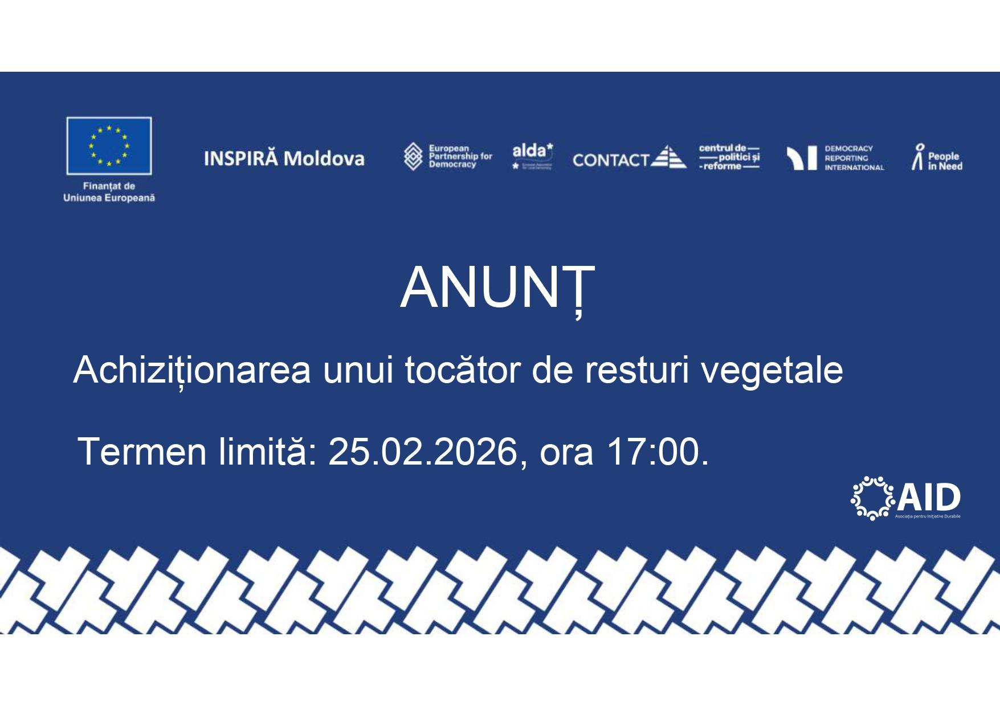 Finanțat de
Uniunea Europeană
INSPIRĂ Moldova
European
Partnership for
Democracy
alda*
CONTACT
centrul de
politici și
-reforme
DEMOCRACY
REPORTING
INTERNATIONAL
People
in Need
ANUNȚ
Achiziționarea unui tocător de resturi vegetale
Termen limită: 25.02.2026, ora 17:00.
AID
Asociația pentru Inițiative Durabile